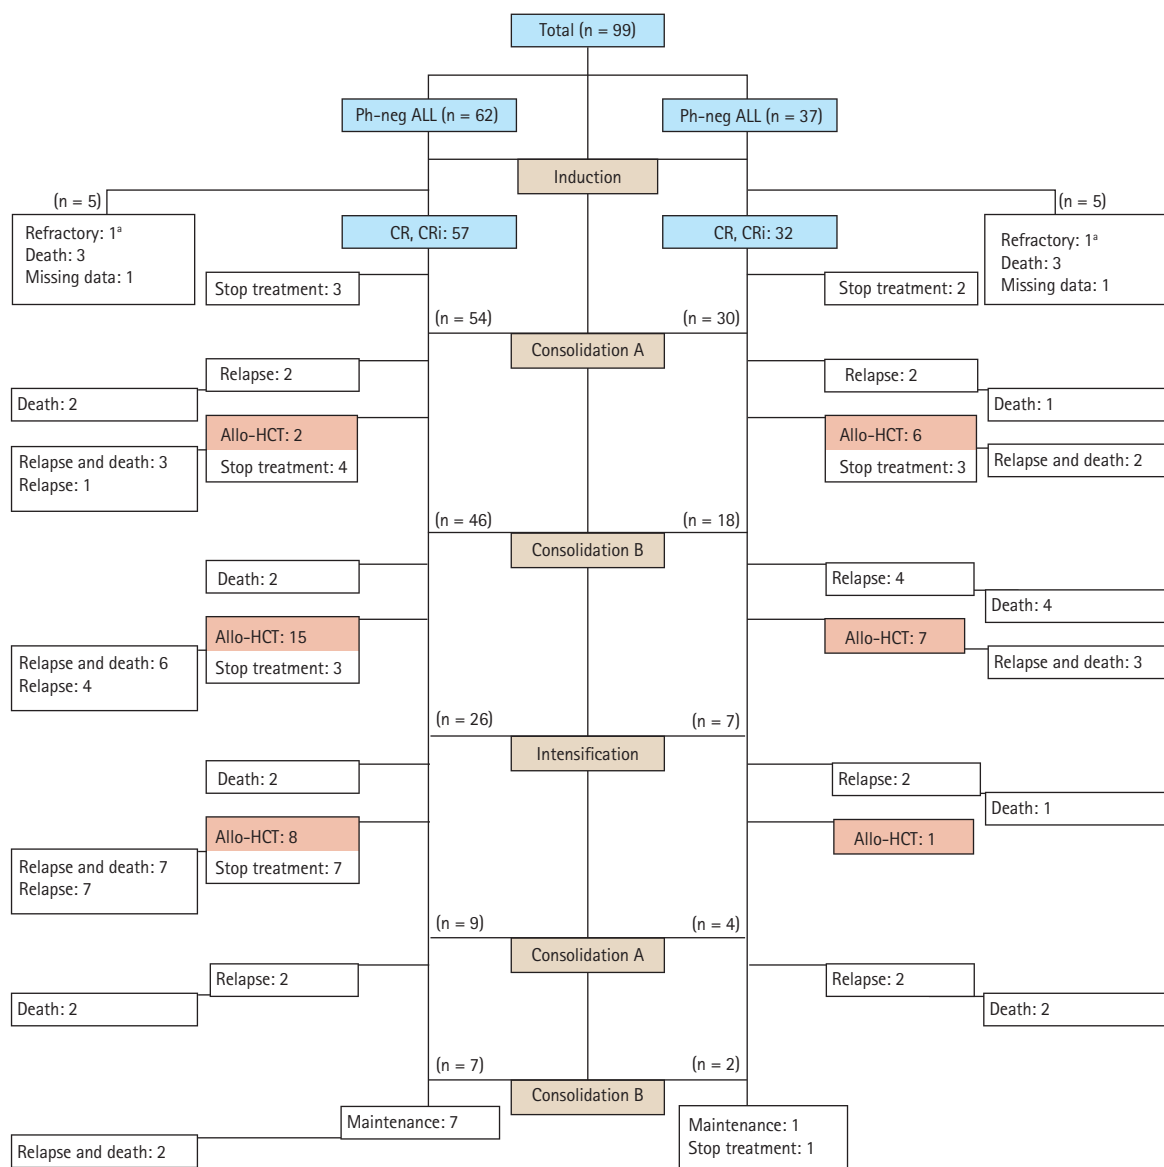 Total (n = 99)
Ph-neg ALL (n = 62)
Ph-neg ALL (n = 37)
Induction
(n = 5)
(n = 5)
Refractory: 1ᵃ
Death: 3
Missing data: 1
CR, CRi: 57
CR, CRi: 32
Refractory: 1ᵃ
Death: 3
Missing data: 1
Stop treatment: 3
Stop treatment: 2
(n = 54)
(n = 30)
Consolidation A
Relapse: 2
Relapse: 2
Death: 2
Death: 1
Allo-HCT: 2
Stop treatment: 4
Allo-HCT: 6
Stop treatment: 3
Relapse and death: 3
Relapse: 1
Relapse and death: 2
(n = 46)
(n = 18)
Consolidation B
Death: 2
Relapse: 4
Death: 4
Allo-HCT: 15
Stop treatment: 3
Allo-HCT: 7
Relapse and death: 6
Relapse: 4
Relapse and death: 3
(n = 26)
(n = 7)
Intensification
Death: 2
Relapse: 2
Death: 1
Allo-HCT: 8
Stop treatment: 7
Allo-HCT: 1
Relapse and death: 7
Relapse: 7
(n = 9)
(n = 4)
Consolidation A
Relapse: 2
Relapse: 2
Death: 2
Death: 2
(n = 7)
(n = 2)
Consolidation B
Maintenance: 7
Maintenance: 1
Stop treatment: 1
Relapse and death: 2